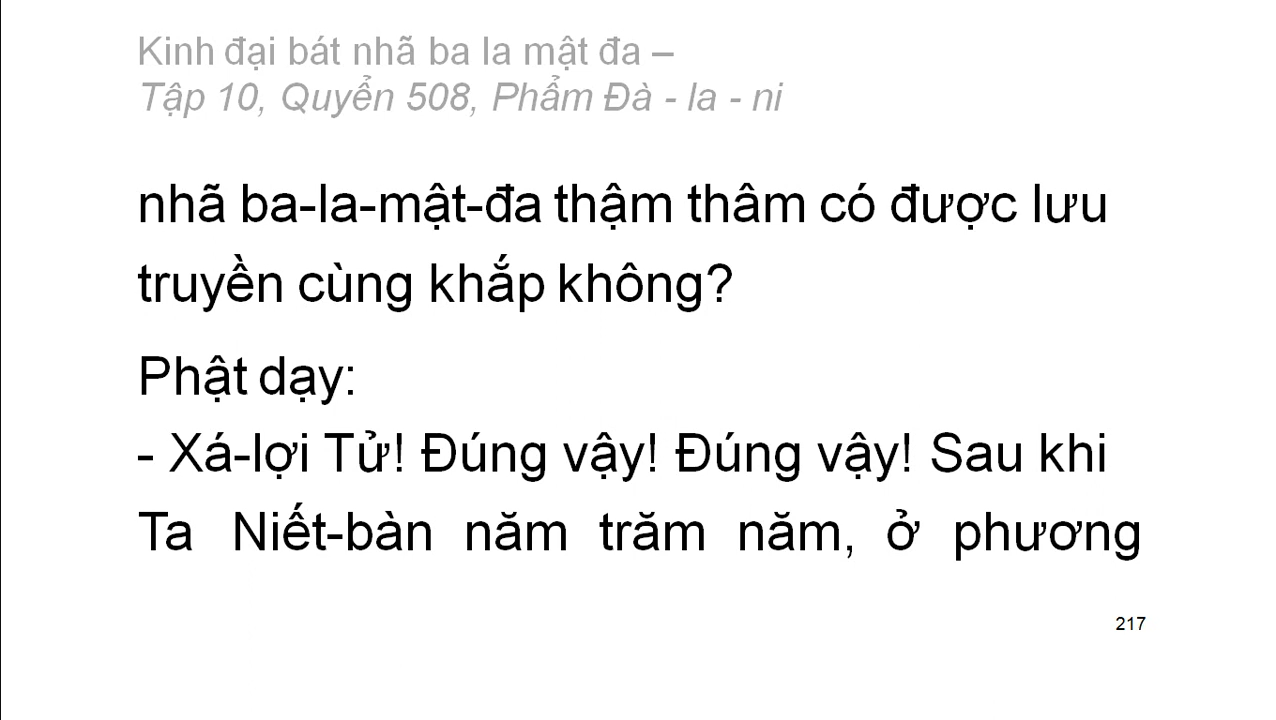 Kinh đại bát nhã ba la mật đa –
Tập 10, Quyển 508, Phẩm Đà - la - ni
nhã ba-la-mật-đa thậm thâm có được lưu
truyền cùng khắp không?
Phật dạy:
- Xá-lợi Tử! Đúng vậy! Đúng vậy! Sau khi
Ta Niết-bàn năm trăm năm, ở phương
217